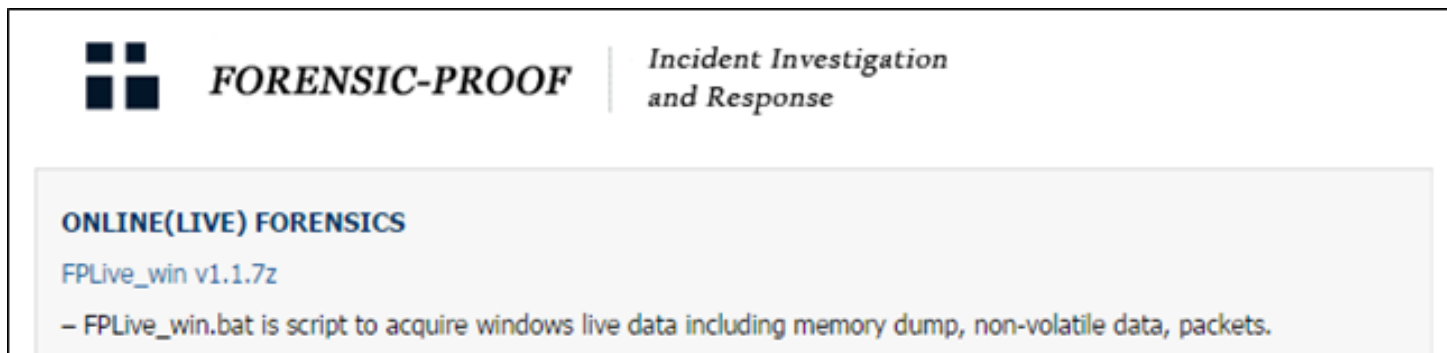 FORENSIC-PROOF
Incident Investigation
and Response
ONLINE(LIVE) FORENSICS
FPLive_win v1.1.7z
– FPLive_win.bat is script to acquire windows live data including memory dump, non-volatile data, packets.